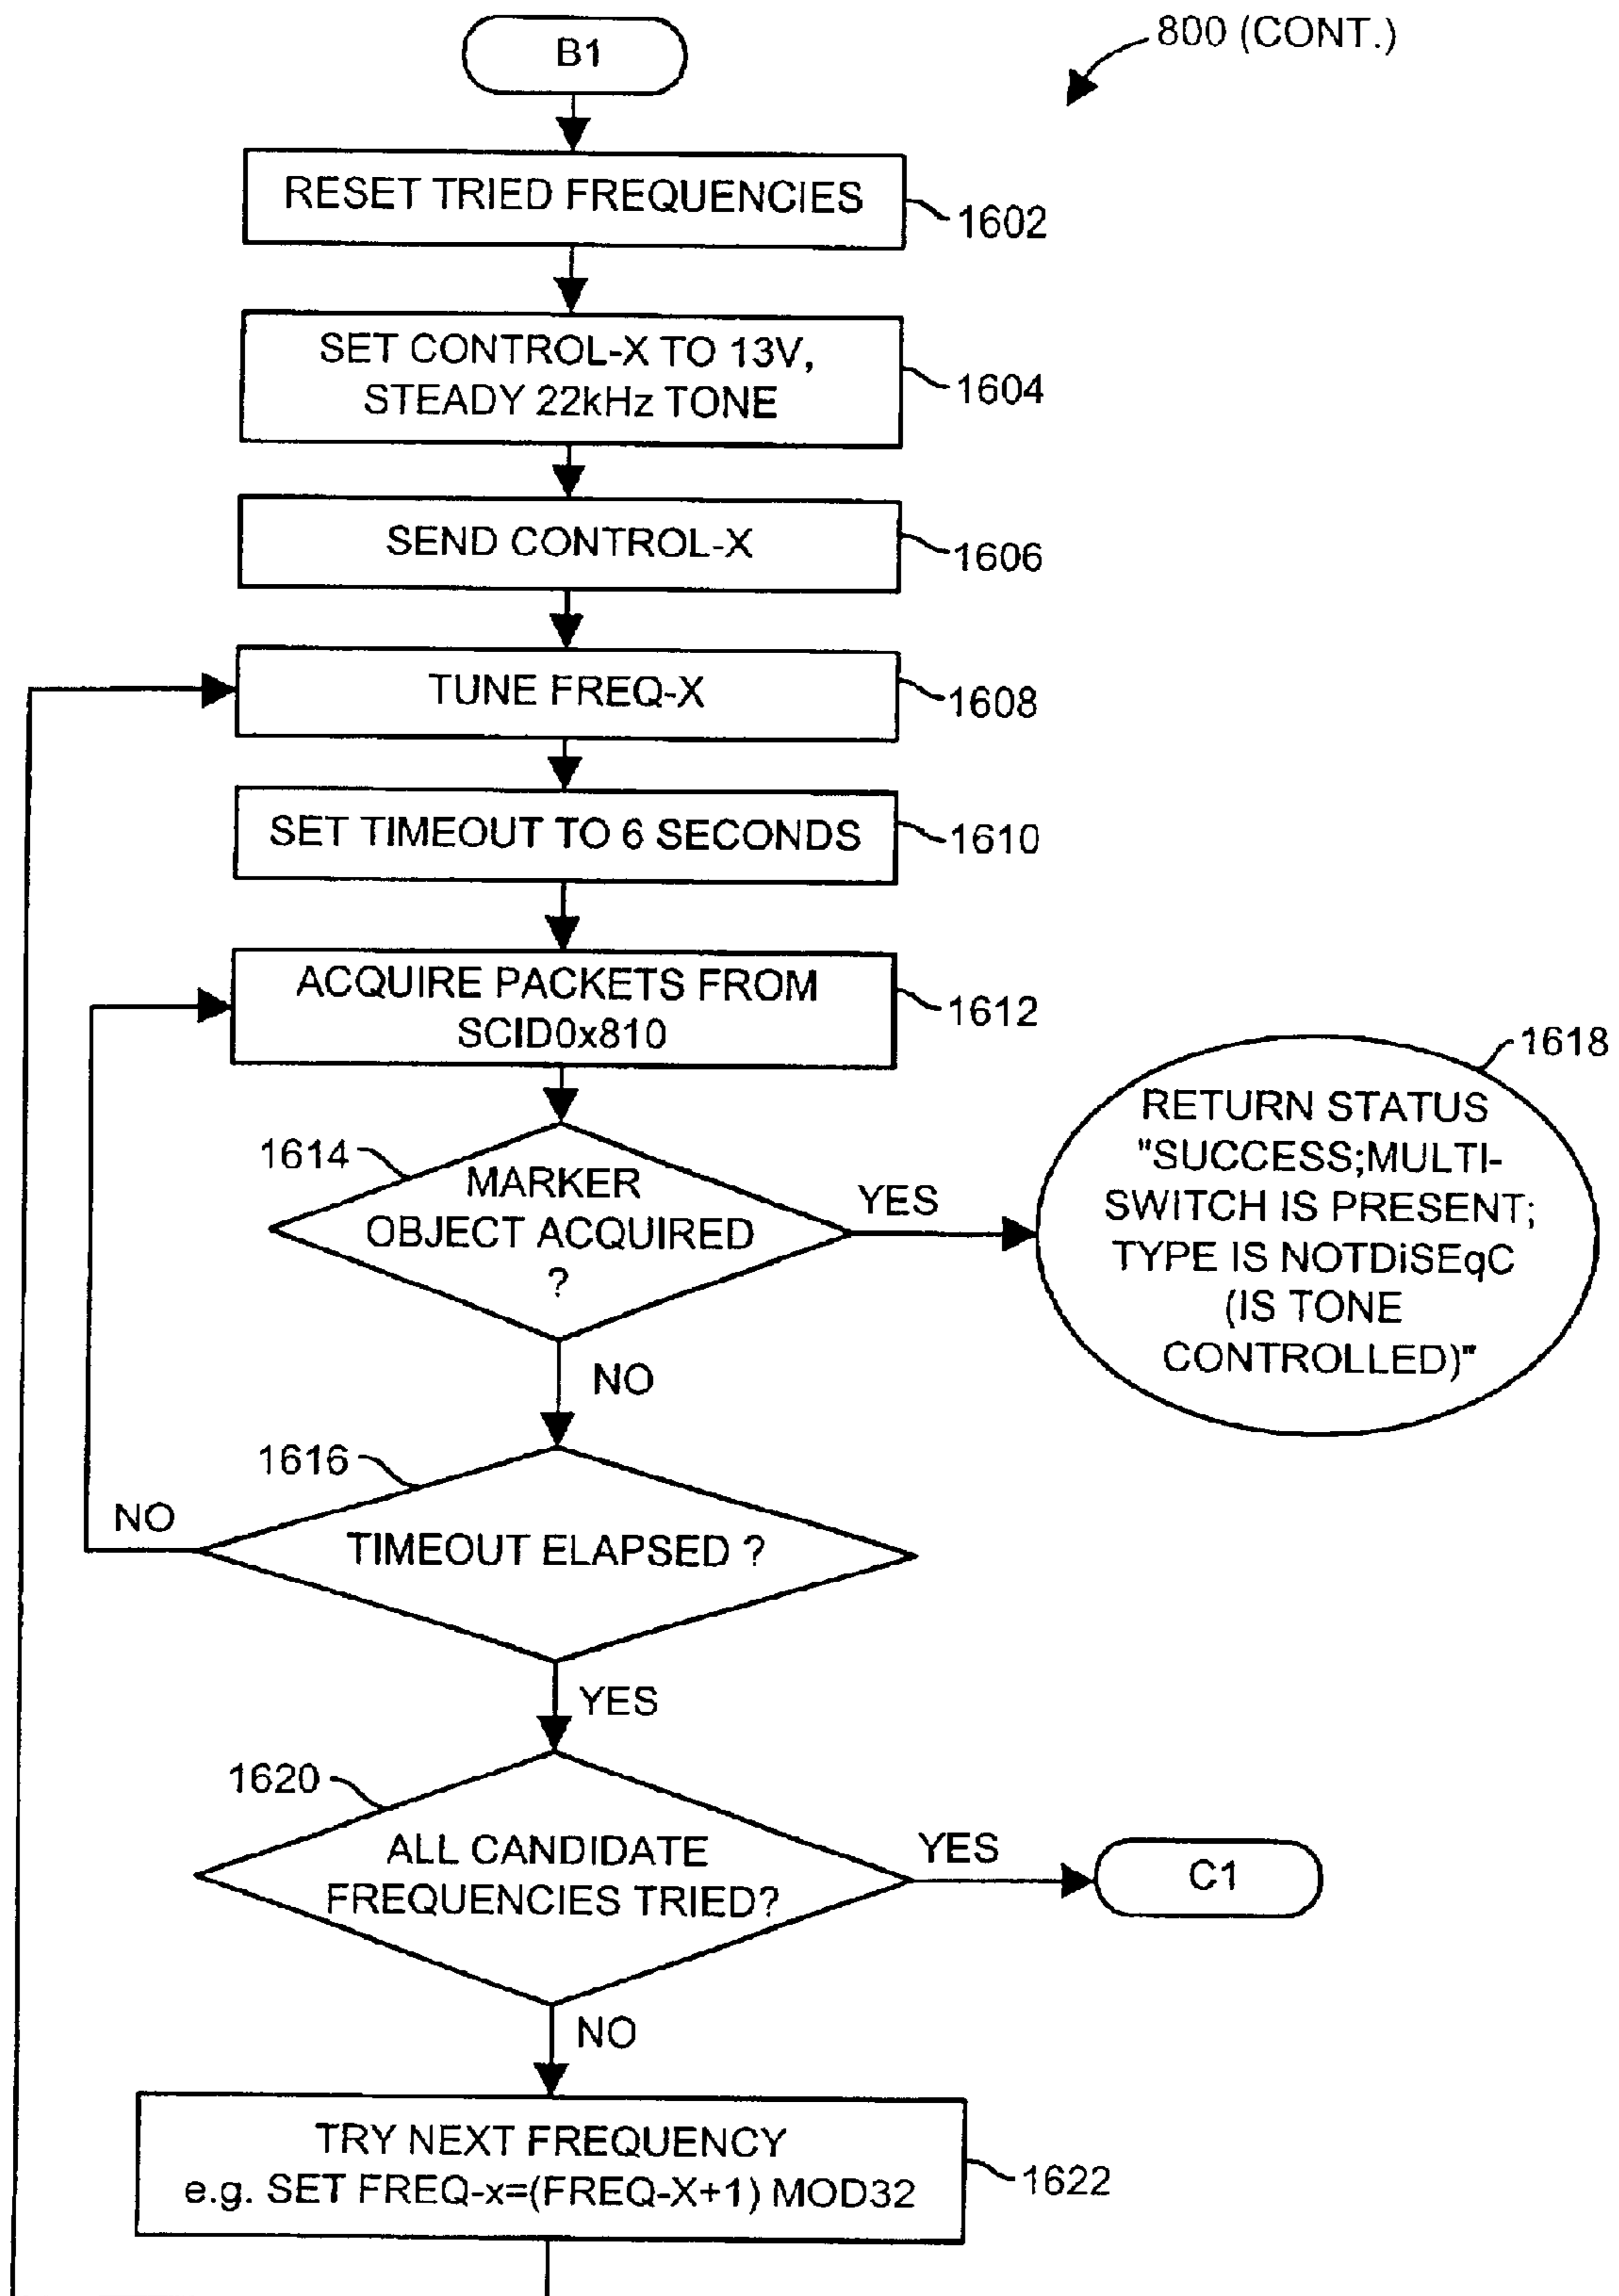 B1
800 (CONT.)
RESET TRIED FREQUENCIES
1602
SET CONTROL-X TO 13V,
STEADY 22kHz TONE
1604
SEND CONTROL-X
1606
TUNE FREQ-X
1608
SET TIMEOUT TO 6 SECONDS
1610
ACQUIRE PACKETS FROM
SCID0x810
1612
1614
MARKER
OBJECT ACQUIRED
?
YES
1618
RETURN STATUS
"SUCCESS;MULTI-
SWITCH IS PRESENT;
TYPE IS NOTDiSEqC
(IS TONE
CONTROLLED)"
NO
1616
TIMEOUT ELAPSED ?
NO
YES
1620
ALL CANDIDATE
FREQUENCIES TRIED?
YES
C1
NO
TRY NEXT FREQUENCY
e.g. SET FREQ-x=(FREQ-X+1) MOD32
1622